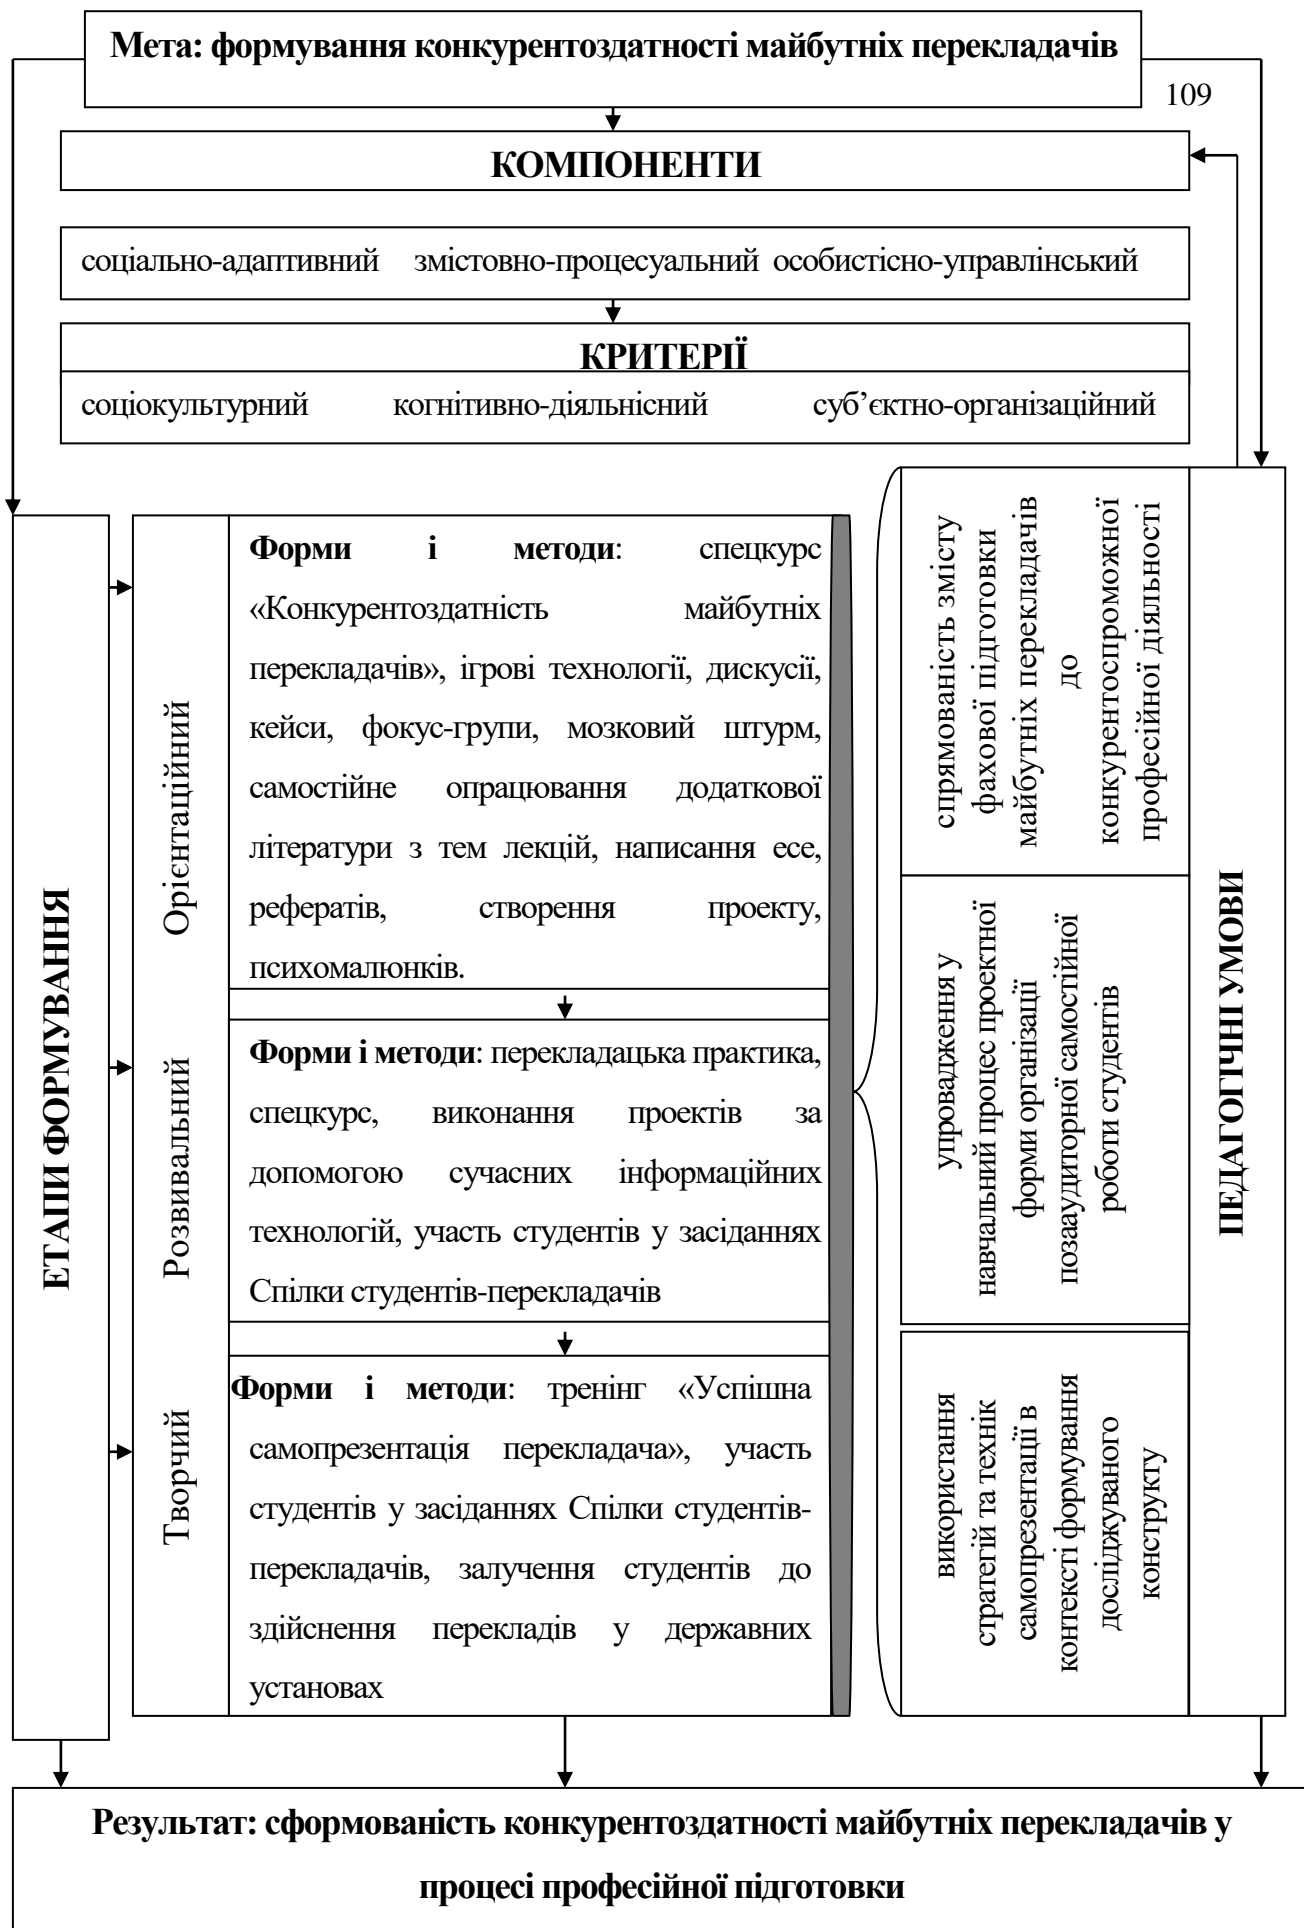 Мета: формування конкурентоздатності майбутніх перекладачів
109
КОМПОНЕНТИ
соціально-адаптивний змістовно-процесуальний особистісно-управлінський
КРИТЕРІЇ
соціокультурний когнітивно-діяльнісний суб’єктно-організаційний
ЕТАПИ ФОРМУВАННЯ
Орієнтаційний
Форми і методи: спецкурс
«Конкурентоздатність майбутніх
перекладачів», ігрові технології, дискусії,
кейси, фокус-групи, мозковий штурм,
самостійне опрацювання додаткової
літератури з тем лекцій, написання есе,
рефератів, створення проекту,
психомалюнків.
Розвивальний
Форми і методи: перекладацька практика,
спецкурс, виконання проектів за
допомогою сучасних інформаційних
технологій, участь студентів у засіданнях
Спілки студентів-перекладачів
Творчий
Форми і методи: тренінг «Успішна
самопрезентація перекладача», участь
студентів у засіданнях Спілки студентів-
перекладачів, залучення студентів до
здійснення перекладів у державних
установах
спрямованість змісту
фахової підготовки
майбутніх перекладачів
до
конкурентоспроможної
професійної діяльності
упровадження у
навчальний процес проектної
форми організації
позааудиторної самостійної
роботи студентів
використання
стратегій та технік
самопрезентації в
контексті формування
досліджуваного
конструкту
ПЕДАГОГІЧНІ УМОВИ
Результат: сформованість конкурентоздатності майбутніх перекладачів у
процесі професійної підготовки